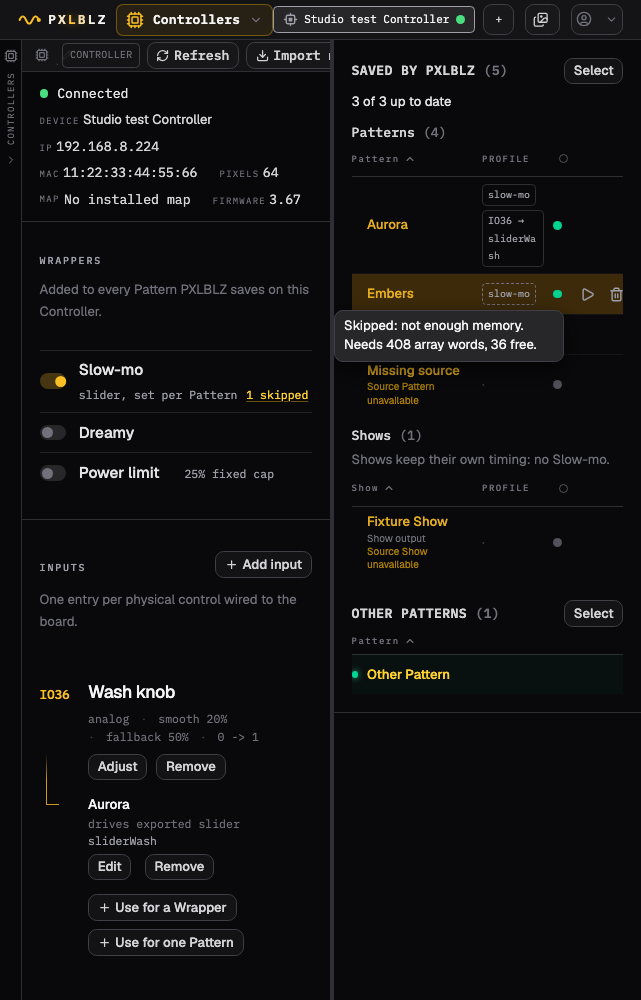 PXLBLZ
Controllers
Studio test Controller
+
CONTROLLERS
CONTROLLER
Refresh
Import
Connected
DEVICE Studio test Controller
IP 192.168.8.224
MAC 11:22:33:44:55:66 PIXELS 64
MAP No installed map FIRMWARE 3.67
WRAPPERS
Added to every Pattern PXLBLZ saves on this
Controller.
Slow-mo
slider, set per Pattern 1 skipped
Dreamy
Power limit 25% fixed cap
INPUTS
+ Add input
One entry per physical control wired to the
board.
IO36 Wash knob
analog · smooth 20%
· fallback 50% · 0 -> 1
Adjust Remove
Aurora
drives exported slider
sliderWash
Edit Remove
+ Use for a Wrapper
+ Use for one Pattern
SAVED BY PXLBLZ (5)
Select
3 of 3 up to date
Patterns (4)
Pattern PROFILE
Aurora
slow-mo
IO36 →
sliderWa
sh
Embers slow-mo
Skipped: not enough memory.
Needs 408 array words, 36 free.
Missing source
Source Pattern
unavailable
·
Shows (1)
Shows keep their own timing: no Slow-mo.
Show PROFILE
Fixture Show
Show output
Source Show
unavailable
·
OTHER PATTERNS (1)
Select
Pattern
Other Pattern